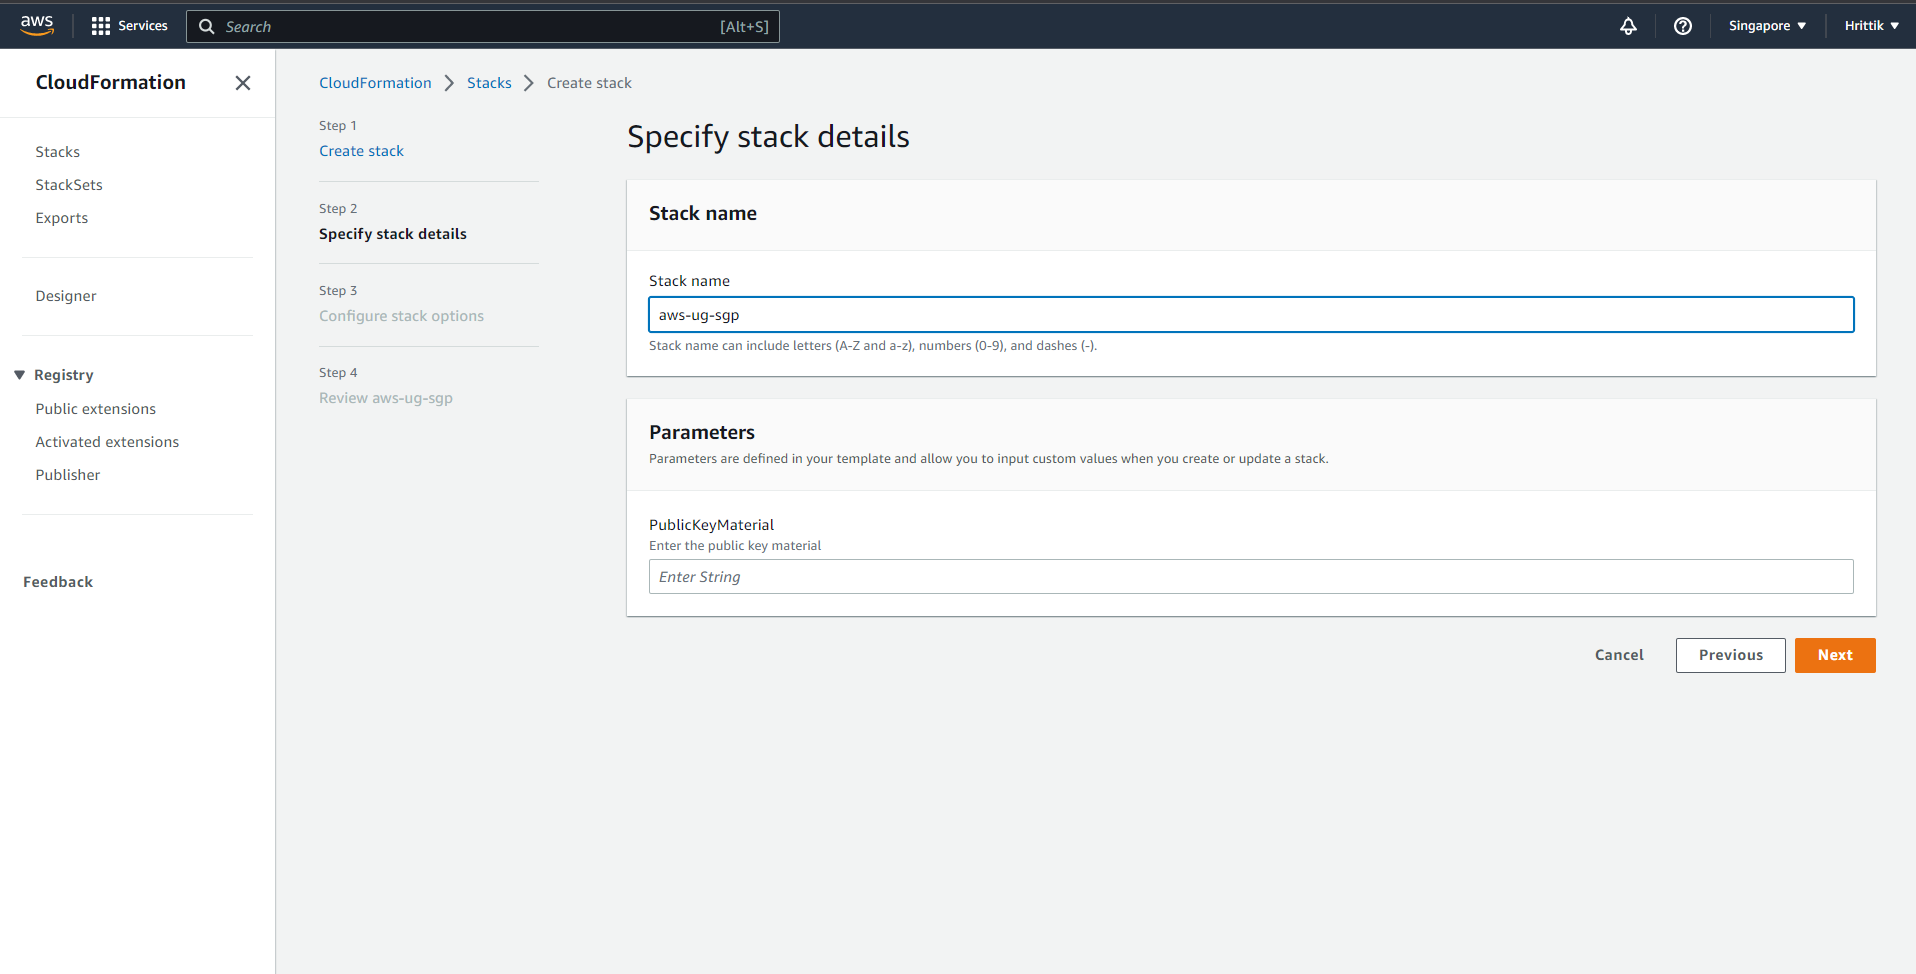 aws
Services
Search
[Alt+S]
Singapore
Hrittik
CloudFormation
Stacks
StackSets
Exports
Designer
Registry
Public extensions
Activated extensions
Publisher
Feedback
CloudFormation
Stacks
Create stack
Step 1
Create stack
Step 2
Specify stack details
Step 3
Configure stack options
Step 4
Review aws-ug-sgp
Specify stack details
Stack name
Stack name
aws-ug-sgp
Stack name can include letters (A-Z and a-z), numbers (0-9), and dashes (-).
Parameters
Parameters are defined in your template and allow you to input custom values when you create or update a stack.
PublicKeyMaterial
Enter the public key material
Enter String
Cancel
Previous
Next